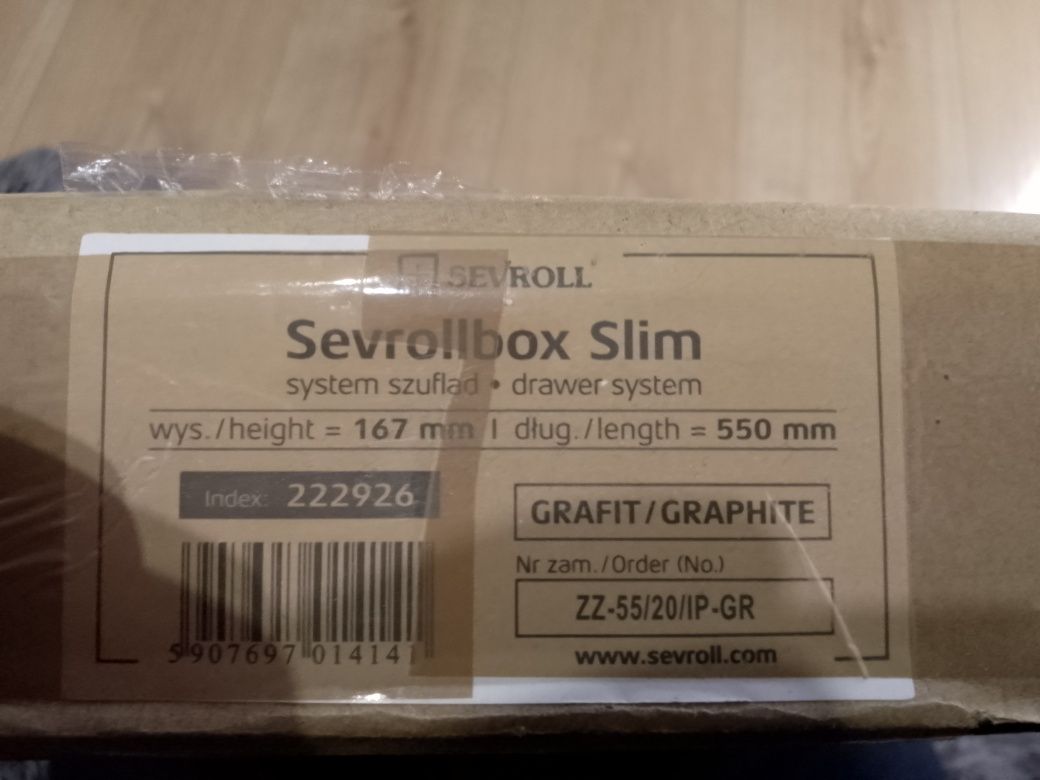 SEVROLL
Sevrollbox Slim
system szuflad • drawer system
wys./height = 167 mm | dług./length = 550 mm
Index: 222926
GRAFIT/GRAPHITE
Nr zam./Order (No.)
ZZ-55/20/IP-GR
5 907697 014141
www.sevroll.com